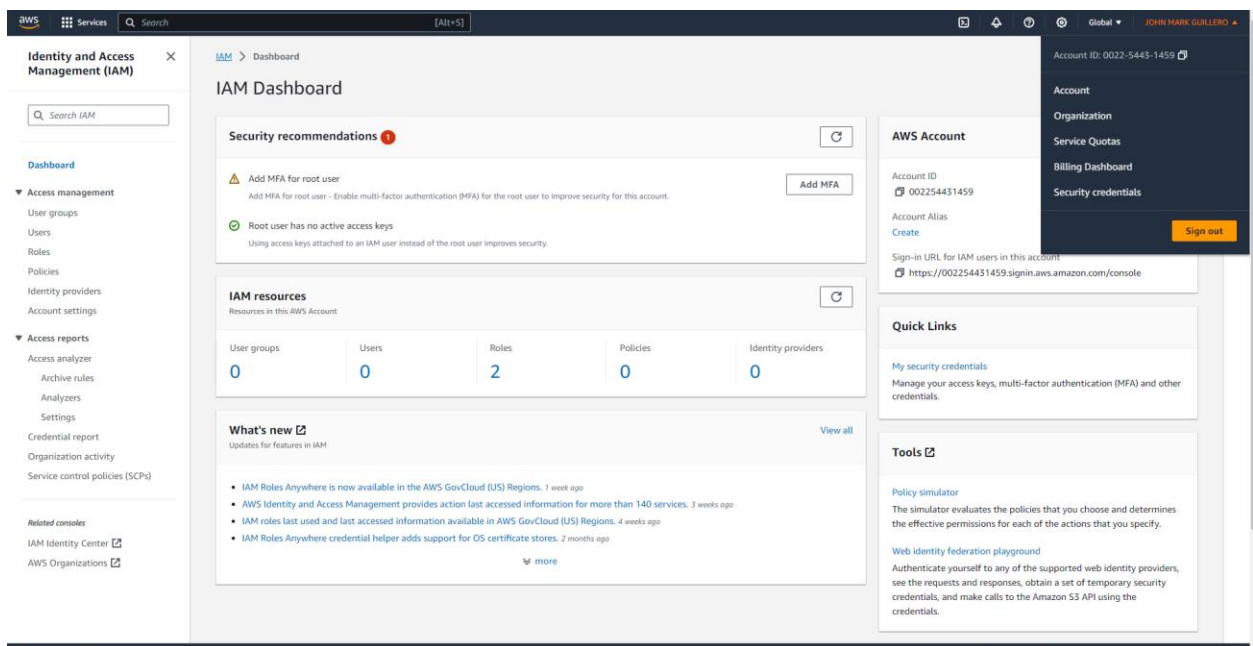 aws Services Search [Alt+S] Global JOHN MARK GUILLERO
Identity and Access
Management (IAM)
Search IAM
Dashboard
Access management
User groups
Users
Roles
Policies
Identity providers
Account settings
Access reports
Access analyzer
Archive rules
Analyzers
Settings
Credential report
Organization activity
Service control policies (SCPs)
Related consoles
IAM Identity Center
AWS Organizations
IAM > Dashboard
IAM Dashboard
Security recommendations 1
Add MFA for root user
Add MFA for root user - Enable multi-factor authentication (MFA) for the root user to improve security for this account.
Add MFA
Root user has no active access keys
Using access keys attached to an IAM user instead of the root user improves security.
IAM resources
Resources in this AWS Account
User groups Users Roles Policies Identity providers
0 0 2 0 0
What's new View all
Updates for features in IAM
• IAM Roles Anywhere is now available in the AWS GovCloud (US) Regions. 1 week ago
• AWS Identity and Access Management provides action last accessed information for more than 140 services. 3 weeks ago
• IAM roles last used and last accessed information available in AWS GovCloud (US) Regions. 4 weeks ago
• IAM Roles Anywhere credential helper adds support for OS certificate stores. 2 months ago
more
AWS Account
Account ID
002254431459
Account Alias
Create
Sign-in URL for IAM users in this account
https://002254431459.signin.aws.amazon.com/console
Quick Links
My security credentials
Manage your access keys, multi-factor authentication (MFA) and other
credentials.
Tools
Policy simulator
The simulator evaluates the policies that you choose and determines
the effective permissions for each of the actions that you specify.
Web identity federation playground
Authenticate yourself to any of the supported web identity providers,
see the requests and responses, obtain a set of temporary security
credentials, and make calls to the Amazon S3 API using the
credentials.
Account ID: 0022-5443-1459
Account
Organization
Service Quotas
Billing Dashboard
Security credentials
Sign out